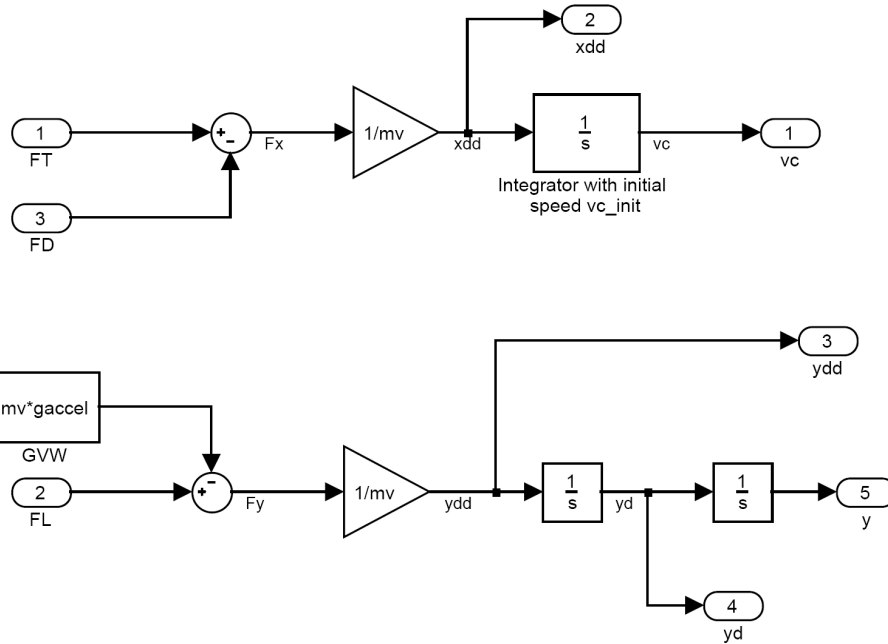 2
xdd
1
FT
+
−
Fx
1/mv
xdd
1
s
vc
1
vc
Integrator with initial
speed vc_init
3
FD
3
ydd
mv*gaccel
GVW
−
+
2
FL
Fy
1/mv
ydd
1
s
yd
1
s
5
y
4
yd